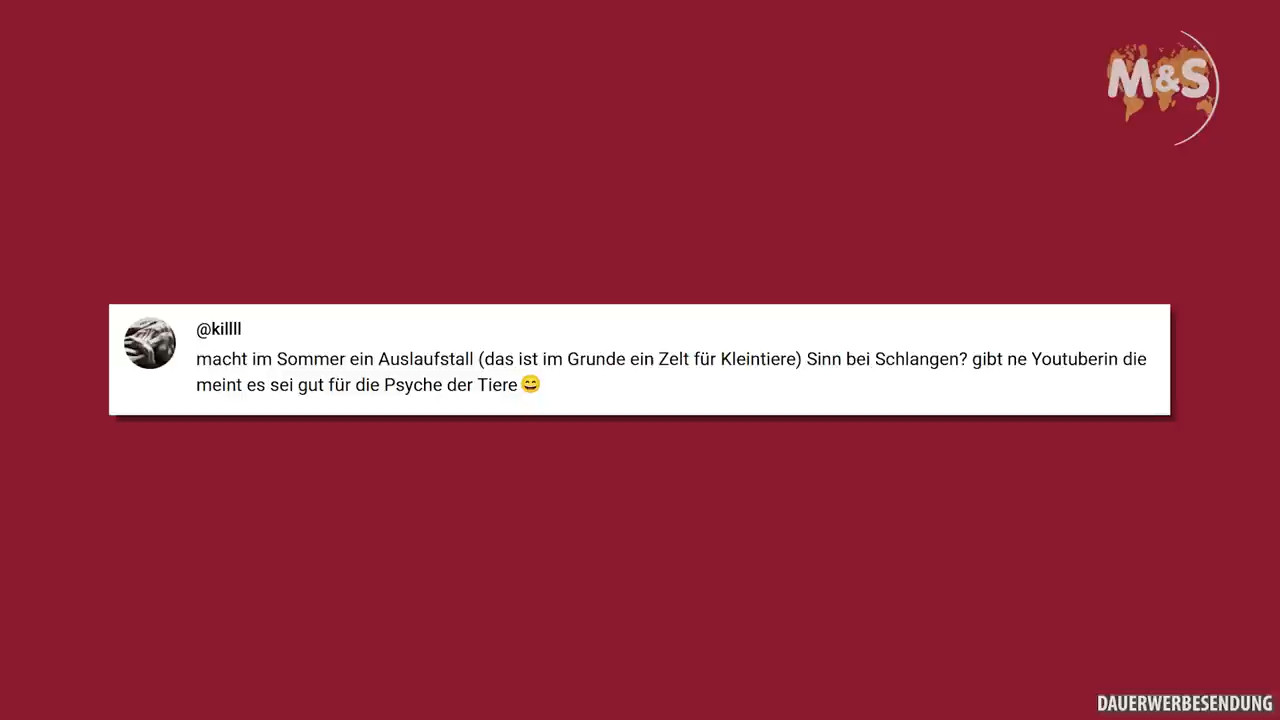 M&S
@killll
macht im Sommer ein Auslaufstall (das ist im Grunde ein Zelt für Kleintiere) Sinn bei Schlangen? gibt ne Youtuberin die
meint es sei gut für die Psyche der Tiere😄
DAUERWERBESENDUNG